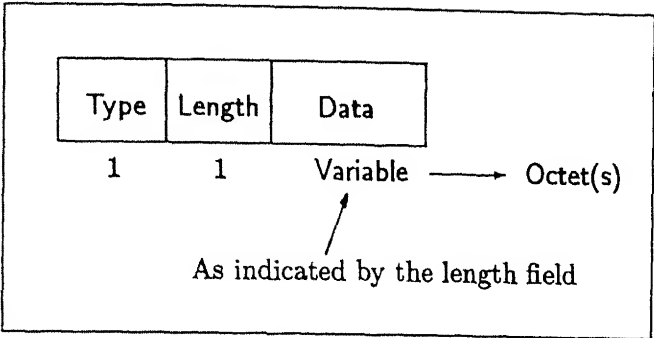 Type Length Data
1 1 Variable Octet(s)
As indicated by the length field